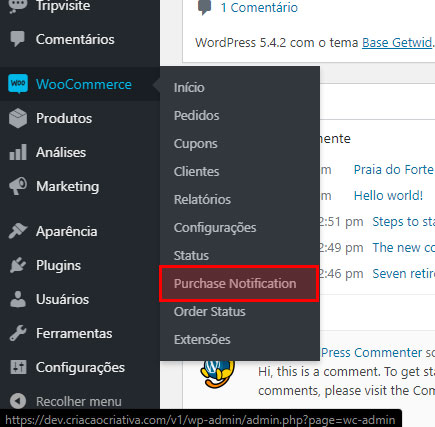 Tripvisite
1 Comentário
Comentários
WordPress 5.4.2 com o tema Base Getwid.
WooCommerce
Início
Produtos
Pedidos
Análises
Cupons
Marketing
Clientes
Relatórios
Praia do Forte
Hello world!
Aparência
Configurações
2:51 pm Steps to sta
Plugins
Status
2:49 pm The new co
Usuários
Purchase Notification
2:46 pm Seven retire
Ferramentas
Order Status
Configurações
Extensões
Press Commenter so
Hi, this is a comment. To get sta
comments, please visit the Com
Recolher menu
https://dev.criacaocriativa.com/v1/wp-admin/admin.php?page=wc-admin